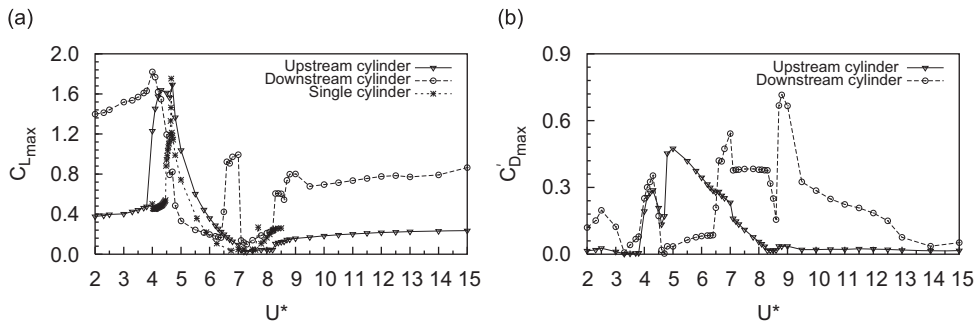 (a)
2.0
1.6
1.2
0.8
0.4
0.0
C_Lmax
Upstream cylinder
Downstream cylinder
Single cylinder
2 3 4 5 6 7 8 9 10 11 12 13 14 15
U*
(b)
0.9
0.6
0.3
0.0
C'_Dmax
Upstream cylinder
Downstream cylinder
2 3 4 5 6 7 8 9 10 11 12 13 14 15
U*